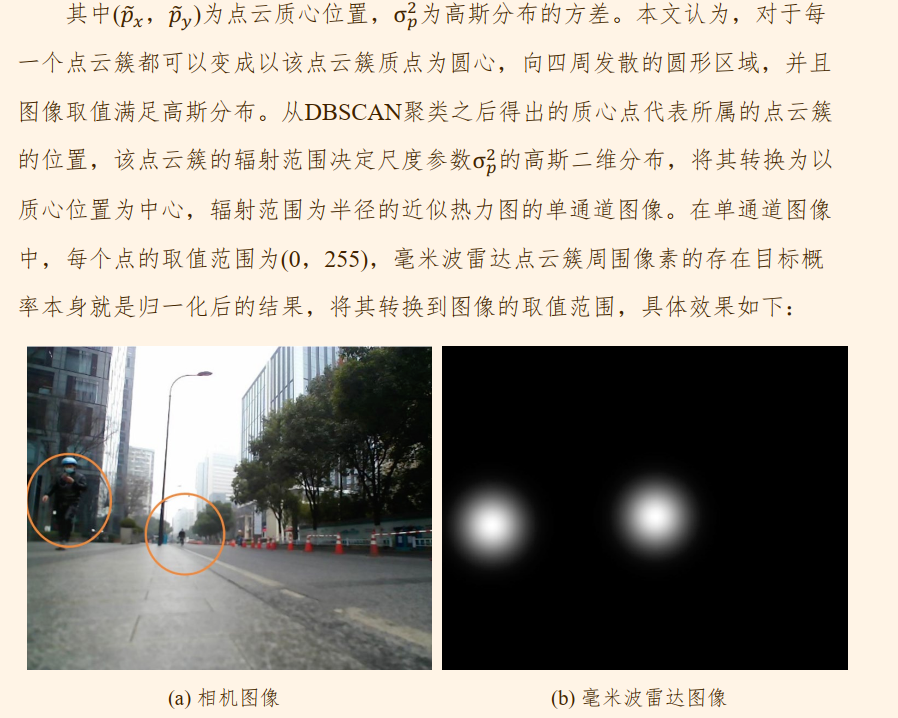 其中(p̃x，p̃y)为点云质心位置，σ²p为高斯分布的方差。本文认为，对于每
一个点云簇都可以变成以该点云簇质点为圆心，向四周发散的圆形区域，并且
图像取值满足高斯分布。从DBSCAN聚类之后得出的质心点代表所属的点云簇
的位置，该点云簇的辐射范围决定尺度参数σ²p的高斯二维分布，将其转换为以
质心位置为中心，辐射范围为半径的近似热力图的单通道图像。在单通道图像
中，每个点的取值范围为(0，255)，毫米波雷达点云簇周围像素的存在目标概
率本身就是归一化后的结果，将其转换到图像的取值范围，具体效果如下：
(a) 相机图像
(b) 毫米波雷达图像